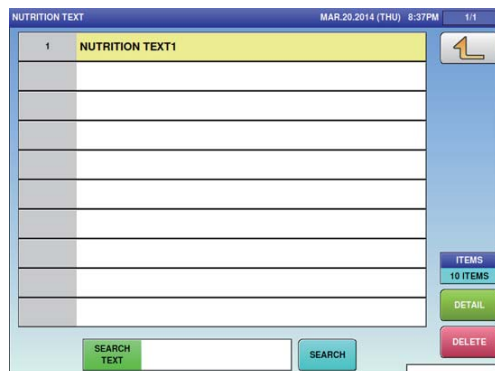 NUTRITION TEXT MAR.20.2014 (THU) 8:37PM 1/1
1 NUTRITION TEXT1
ITEMS
10 ITEMS
DETAIL
DELETE
SEARCH
TEXT
SEARCH